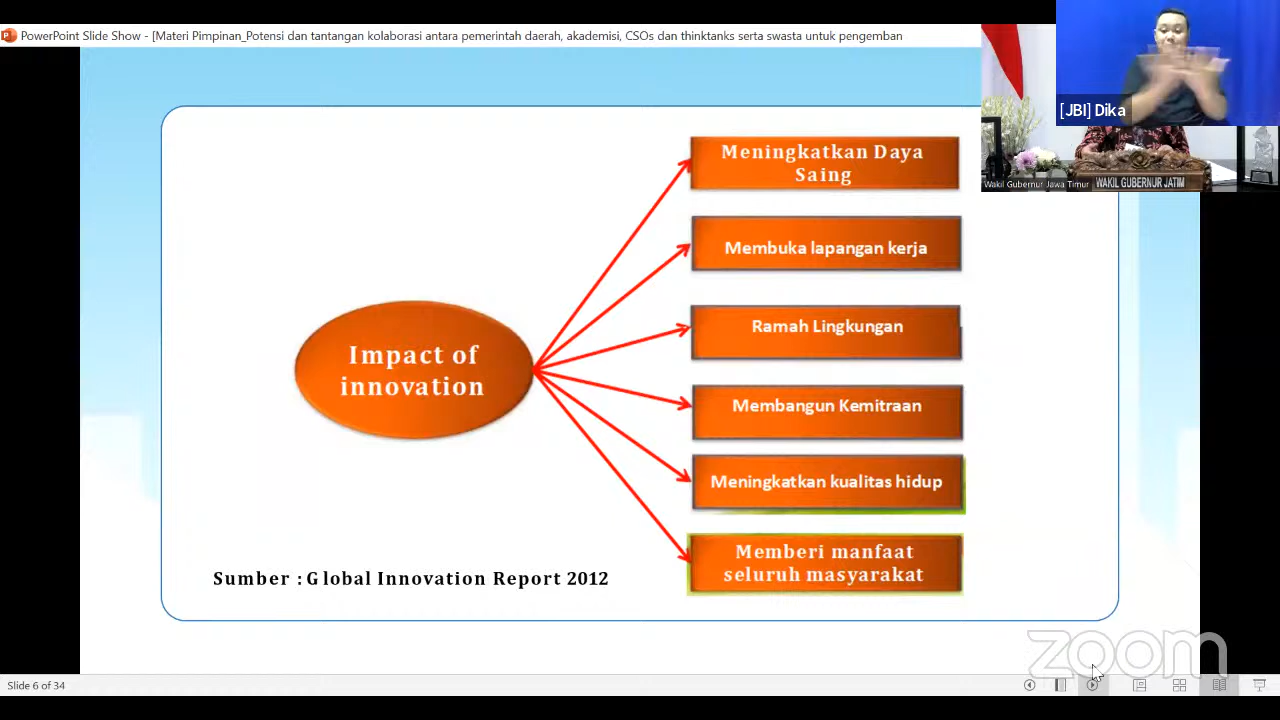 PowerPoint Slide Show - [Materi Pimpinan_Potensi dan tantangan kolaborasi antara pemerintah daerah, akademisi, CSOs dan thinktanks serta swasta untuk pengemban
[JBI] Dika
Wakil Gubernur Jawa Timur
WAKIL GUBERNUR JATIM
Meningkatkan Daya
Saing
Membuka lapangan kerja
Ramah Lingkungan
Impact of
innovation
Membangun Kemitraan
Meningkatkan kualitas hidup
Memberi manfaat
seluruh masyarakat
Sumber : Global Innovation Report 2012
zoom
Slide 6 of 34